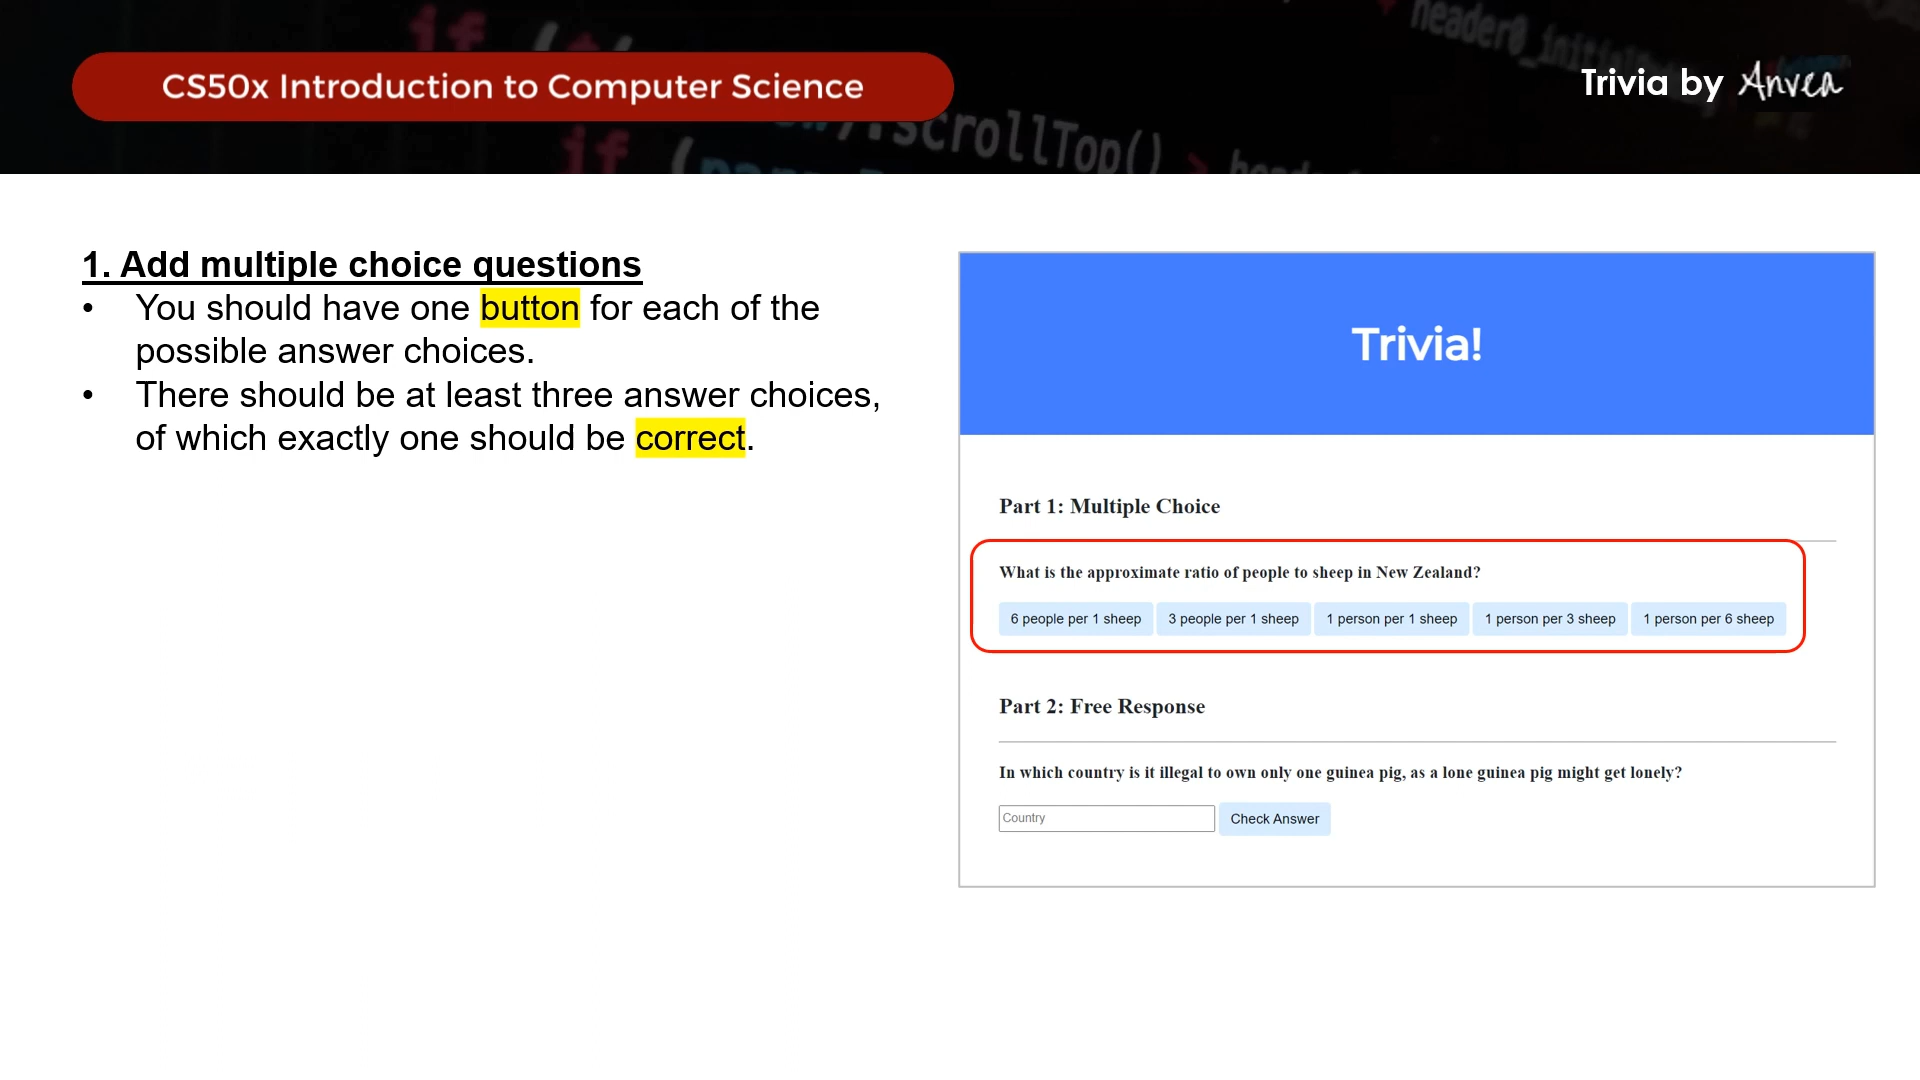 CS50x Introduction to Computer Science
Trivia by Anvea
1. Add multiple choice questions
• You should have one button for each of the
possible answer choices.
• There should be at least three answer choices,
of which exactly one should be correct.
Trivia!
Part 1: Multiple Choice
What is the approximate ratio of people to sheep in New Zealand?
6 people per 1 sheep 3 people per 1 sheep 1 person per 1 sheep 1 person per 3 sheep 1 person per 6 sheep
Part 2: Free Response
In which country is it illegal to own only one guinea pig, as a lone guinea pig might get lonely?
Country Check Answer